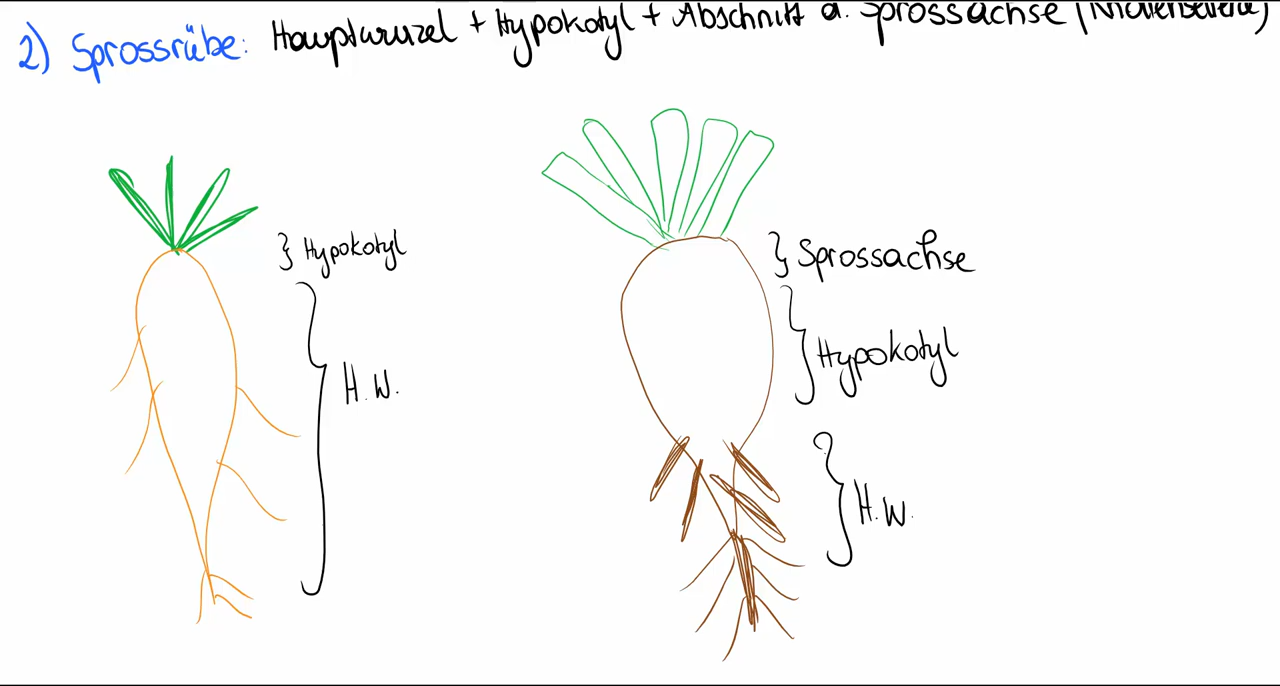 2) Sprossrübe: Hauptwurzel + Hypokotyl + Abschnitt d. Sprossachse
Hypokotyl
H.W.
Sprossachse
Hypokotyl
H.W.